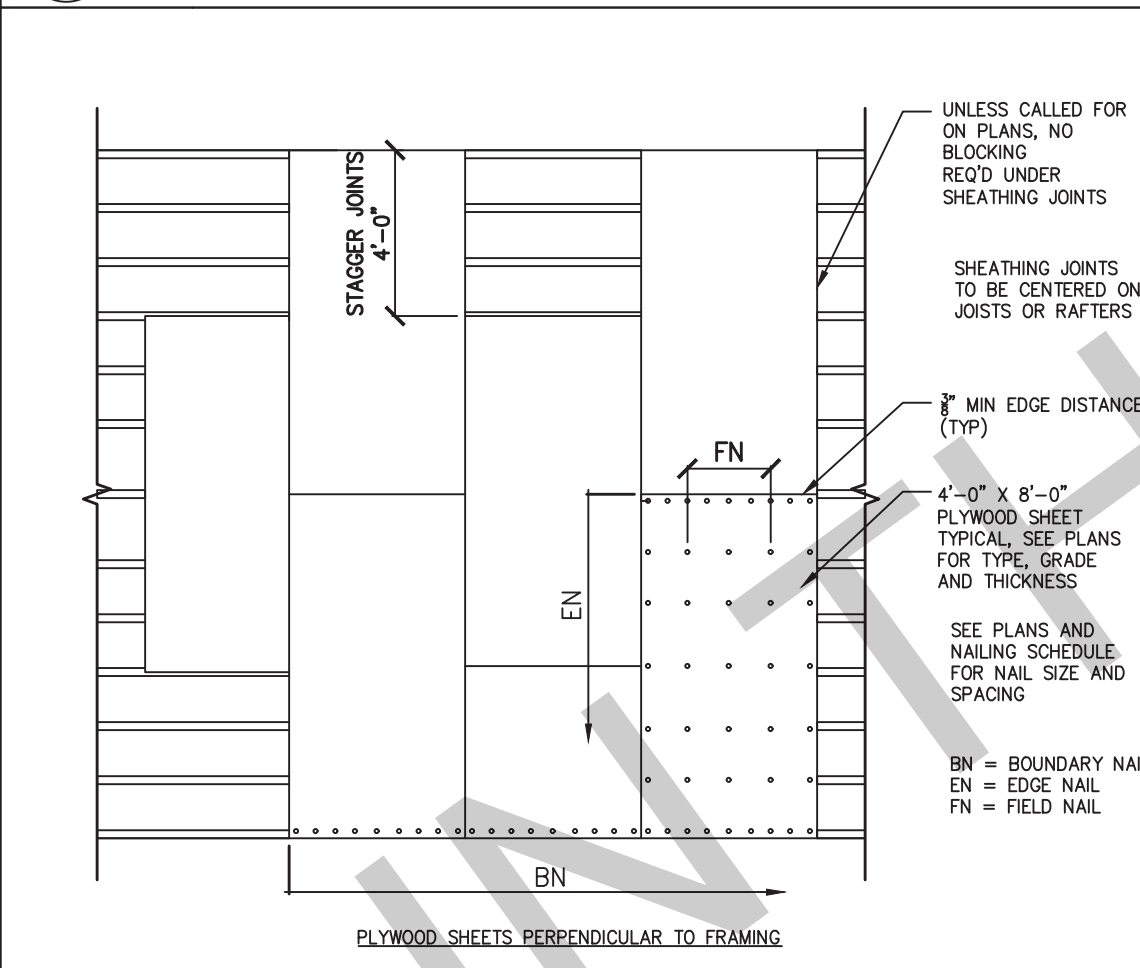 UNLESS CALLED FOR
ON PLANS, NO
BLOCKING
REQ'D UNDER
SHEATHING JOINTS
STAGGER JOINTS
4'-0"
SHEATHING JOINTS
TO BE CENTERED ON
JOISTS OR RAFTERS
3/8" MIN EDGE DISTANCE
(TYP)
FN
4'-0" X 8'-0"
PLYWOOD SHEET
TYPICAL, SEE PLANS
FOR TYPE, GRADE
AND THICKNESS
EN
SEE PLANS AND
NAILING SCHEDULE
FOR NAIL SIZE AND
SPACING
BN = BOUNDARY NAI
EN = EDGE NAIL
FN = FIELD NAIL
BN
PLYWOOD SHEETS PERPENDICULAR TO FRAMING
IN TH